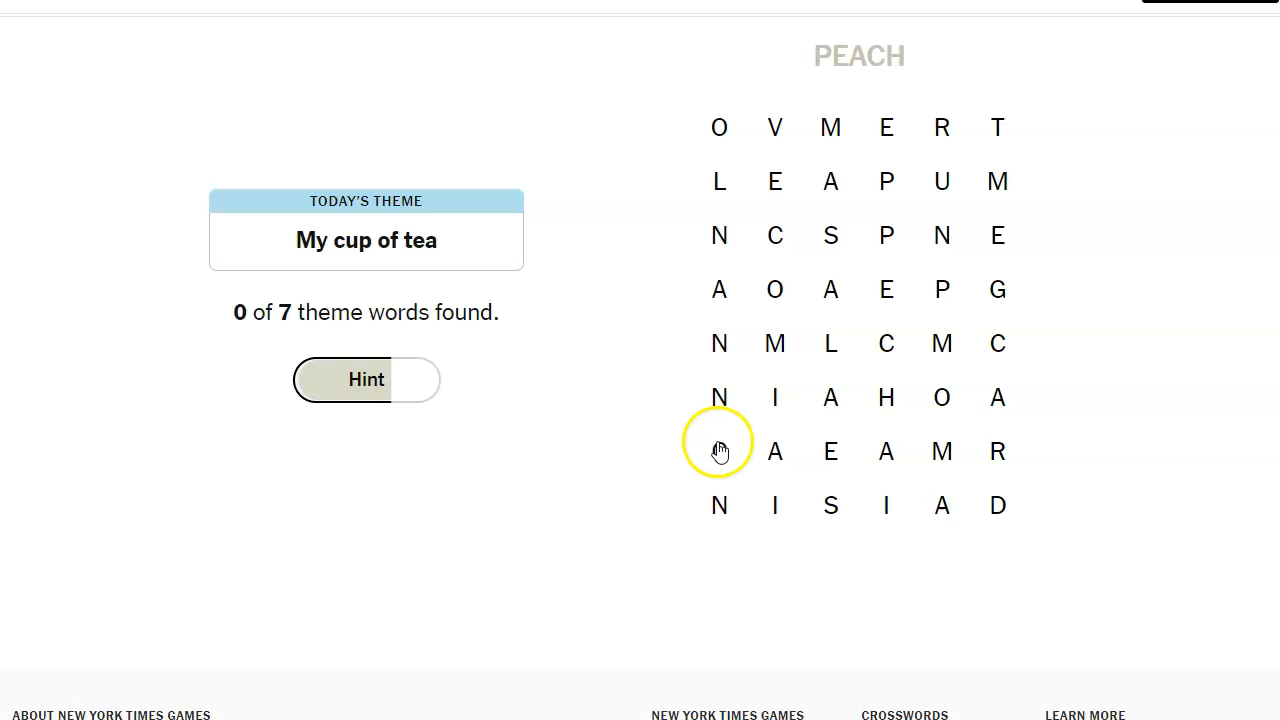 PEACH
O V M E R T
L E A P U M
TODAY'S THEME
My cup of tea
N C S P N E
A O A E P G
0 of 7 theme words found.
N M L C M C
Hint
N I A H O A
A A E A M R
N I S I A D
ABOUT NEW YORK TIMES GAMES
NEW YORK TIMES GAMES
CROSSWORDS
LEARN MORE